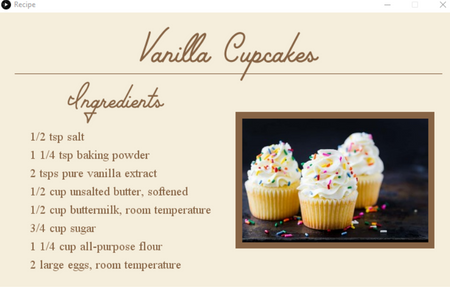 Recipe
Vanilla Cupcakes
Ingredients
1/2 tsp salt
1 1/4 tsp baking powder
2 tsps pure vanilla extract
1/2 cup unsalted butter, softened
1/2 cup buttermilk, room temperature
3/4 cup sugar
1 1/4 cup all-purpose flour
2 large eggs, room temperature